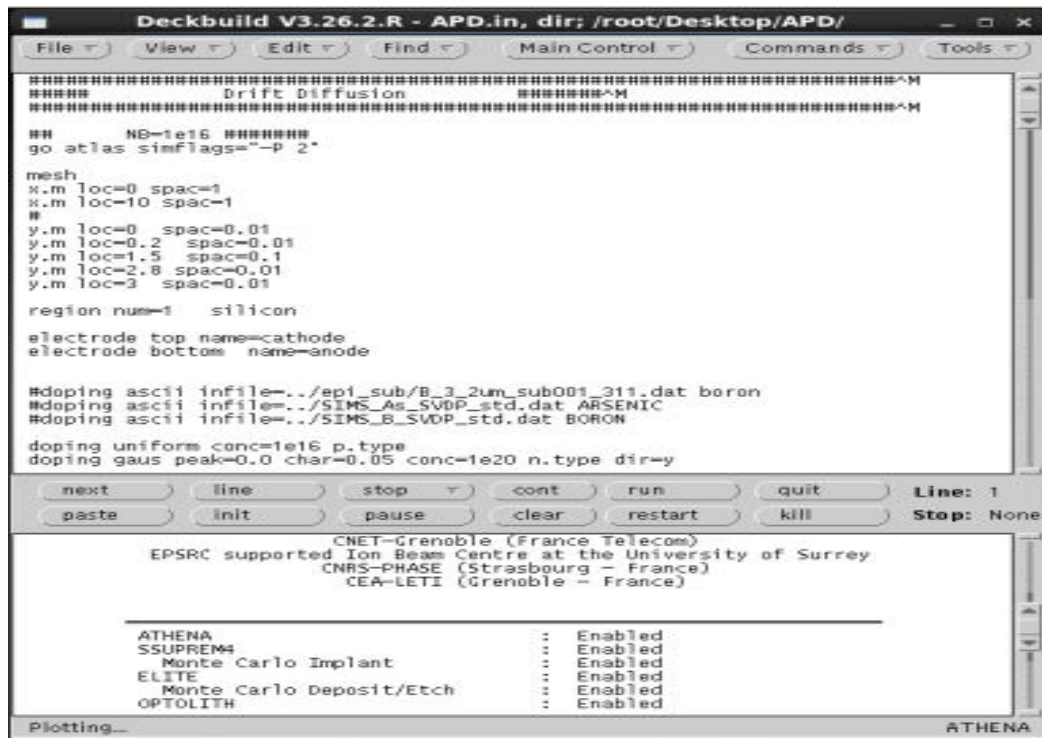 Deckbuild V3.26.2.R - APD.in, dir; /root/Desktop/APD/
File View Edit Find Main Control Commands Tools
######################################################################^M
##### Drift Diffusion #######^M
######################################################################^M
## NB=1e16 #######
go atlas simflags="-P 2"
mesh
x.m loc=0 spac=1
x.m loc=10 spac=1
#
y.m loc=0 spac=0.01
y.m loc=0.2 spac=0.01
y.m loc=1.5 spac=0.1
y.m loc=2.8 spac=0.01
y.m loc=3 spac=0.01
region num=1 silicon
electrode top name=cathode
electrode bottom name=anode
#doping ascii infile=../epi_sub/B_3_2um_sub001_311.dat boron
#doping ascii infile=../SIMS_As_SVDP_std.dat ARSENIC
#doping ascii infile=../SIMS_B_SVDP_std.dat BORON
doping uniform conc=1e16 p.type
doping gaus peak=0.0 char=0.05 conc=1e20 n.type dir=y
next line stop cont run quit Line: 1
paste init pause clear restart kill Stop: None
CNET-Grenoble (France Telecom)
EPSRC supported Ion Beam Centre at the University of Surrey
CNRS-PHASE (Strasbourg - France)
CEA-LETI (Grenoble - France)
ATHENA : Enabled
SSUPREM4 : Enabled
Monte Carlo Implant : Enabled
ELITE : Enabled
Monte Carlo Deposit/Etch : Enabled
OPTOLITH : Enabled
Plotting... ATHENA